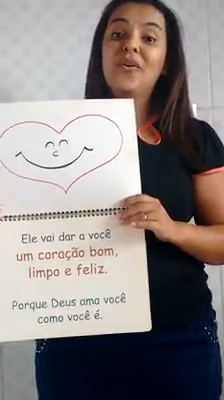 Ele vai dar a você
um coração bom,
limpo e feliz.
Porque Deus ama você
como você é.